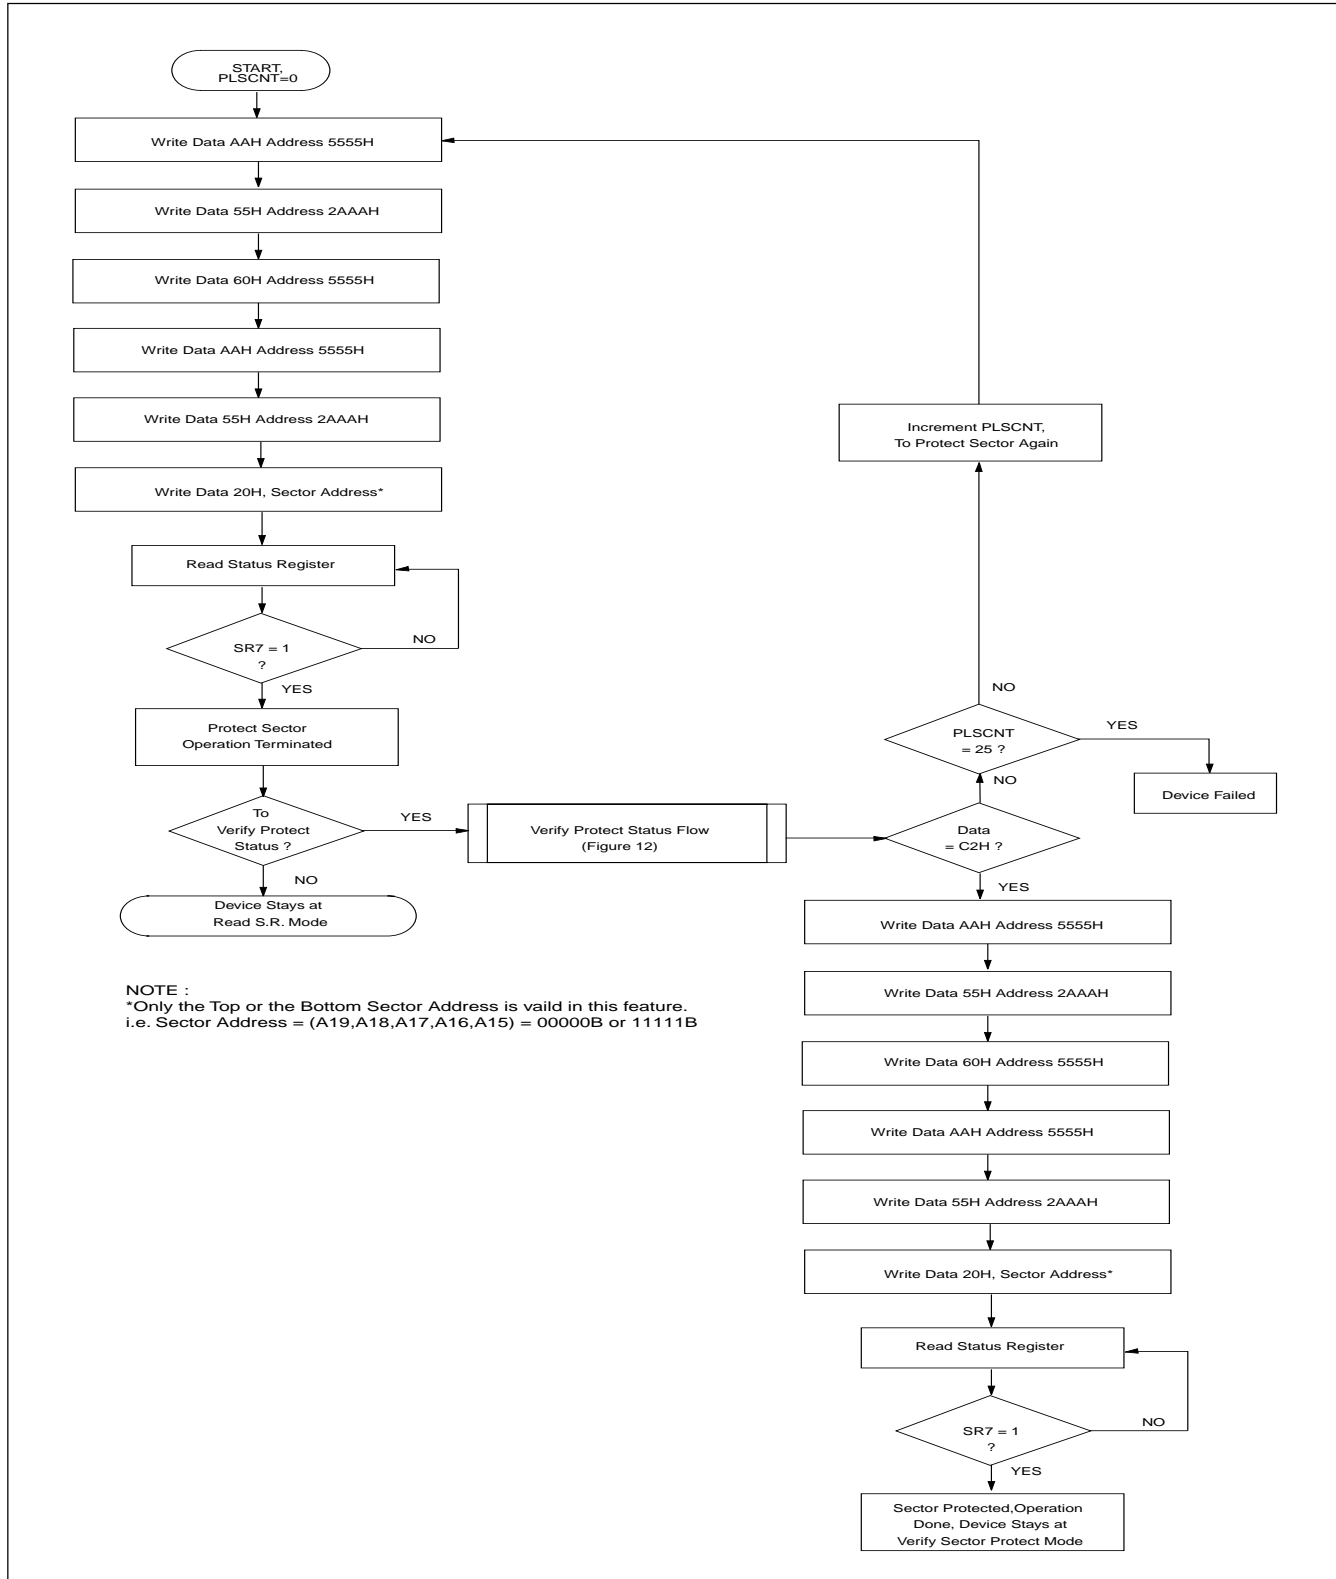 START,
PLSCNT=0
Write Data AAH Address 5555H
Write Data 55H Address 2AAAH
Write Data 60H Address 5555H
Write Data AAH Address 5555H
Write Data 55H Address 2AAAH
Write Data 20H, Sector Address*
Read Status Register
NO
SR7 = 1
?
YES
Protect Sector
Operation Terminated
To
Verify Protect
Status ?
YES
NO
Device Stays at
Read S.R. Mode
Verify Protect Status Flow
(Figure 12)
Data
= C2H ?
NO
YES
PLSCNT
= 25 ?
NO
YES
Device Failed
Increment PLSCNT,
To Protect Sector Again
Write Data AAH Address 5555H
Write Data 55H Address 2AAAH
Write Data 60H Address 5555H
Write Data AAH Address 5555H
Write Data 55H Address 2AAAH
Write Data 20H, Sector Address*
Read Status Register
NO
SR7 = 1
?
YES
Sector Protected,Operation
Done, Device Stays at
Verify Sector Protect Mode
NOTE :
*Only the Top or the Bottom Sector Address is vaild in this feature.
i.e. Sector Address = (A19,A18,A17,A16,A15) = 00000B or 11111B